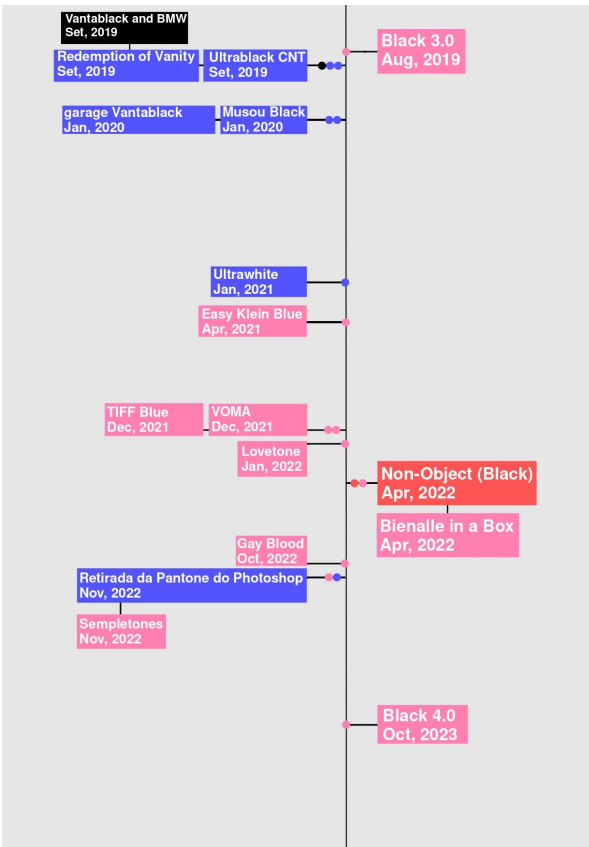 Vantablack and BMW
Set, 2019
Black 3.0
Aug, 2019
Redemption of Vanity
Set, 2019
Ultrablack CNT
Set, 2019
garage Vantablack
Jan, 2020
Musou Black
Jan, 2020
Ultrawhite
Jan, 2021
Easy Klein Blue
Apr, 2021
TIFF Blue
Dec, 2021
VOMA
Dec, 2021
Lovetone
Jan, 2022
Non-Object (Black)
Apr, 2022
Bienalle in a Box
Apr, 2022
Gay Blood
Oct, 2022
Retirada da Pantone do Photoshop
Nov, 2022
Sempletones
Nov, 2022
Black 4.0
Oct, 2023